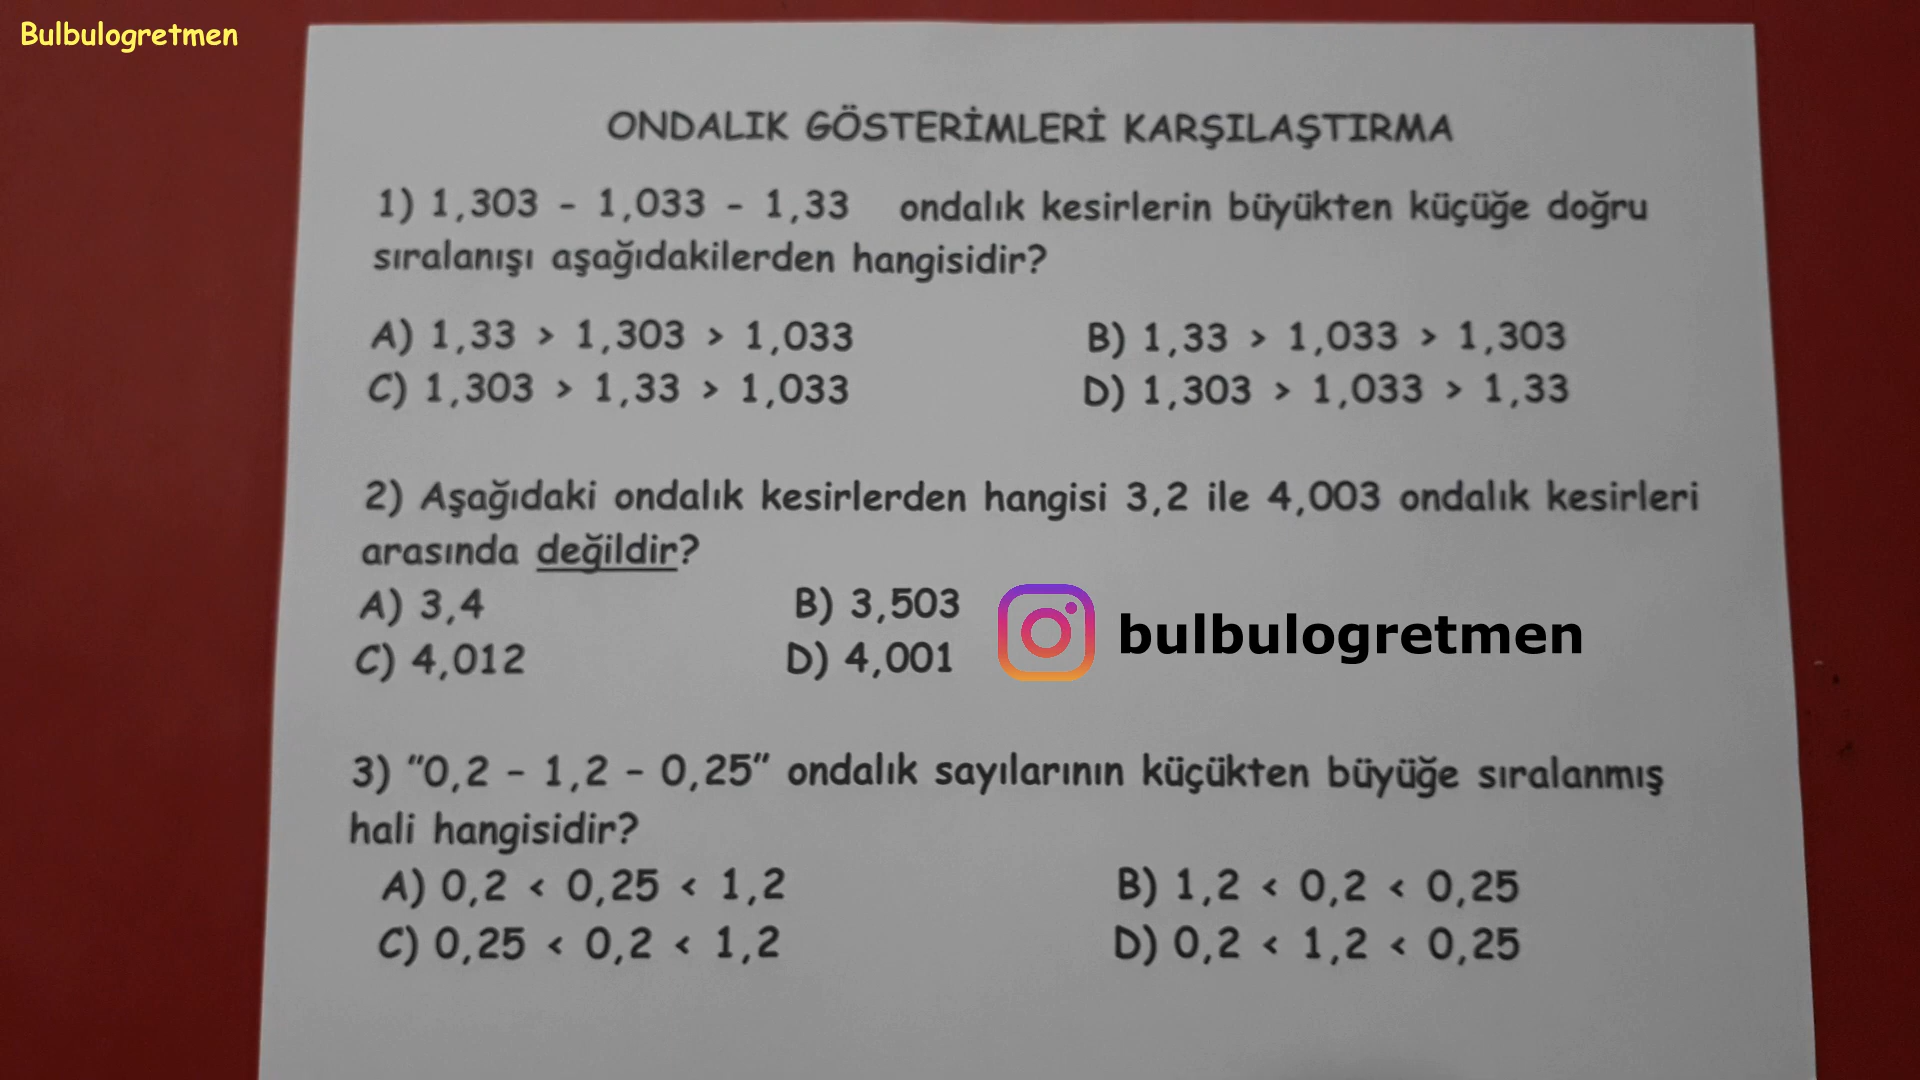 Bulbulogretmen
ONDALIK GÖSTERİMLERİ KARŞILAŞTIRMA
1) 1,303 - 1,033 - 1,33 ondalık kesirlerin büyükten küçüğe doğru
sıralanışı aşağıdakilerden hangisidir?
A) 1,33 > 1,303 > 1,033 B) 1,33 > 1,033 > 1,303
C) 1,303 > 1,33 > 1,033 D) 1,303 > 1,033 > 1,33
2) Aşağıdaki ondalık kesirlerden hangisi 3,2 ile 4,003 ondalık kesirleri
arasında değildir?
A) 3,4 B) 3,503
C) 4,012 D) 4,001
bulbulogretmen
3) "0,2 - 1,2 - 0,25" ondalık sayılarının küçükten büyüğe sıralanmış
hali hangisidir?
A) 0,2 < 0,25 < 1,2 B) 1,2 < 0,2 < 0,25
C) 0,25 < 0,2 < 1,2 D) 0,2 < 1,2 < 0,25